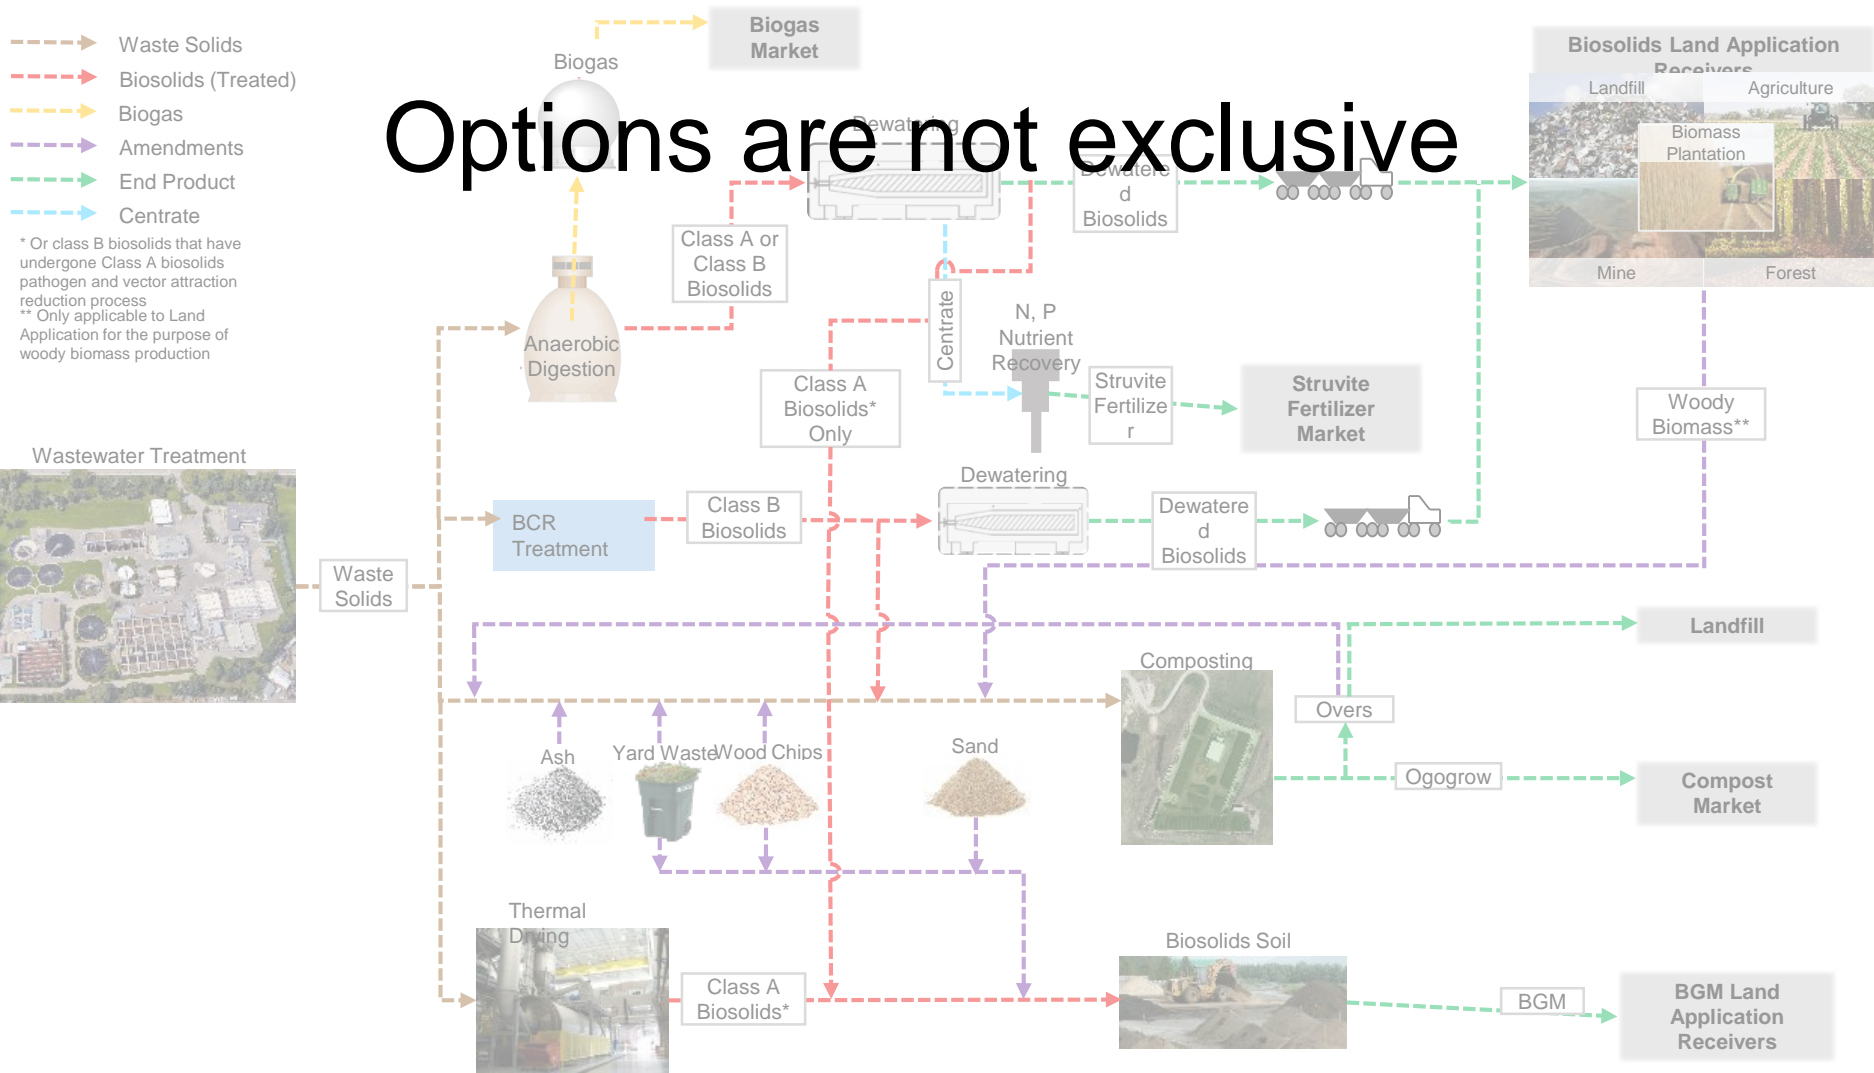 Waste Solids
Biosolids (Treated)
Biogas
Amendments
End Product
Centrate
* Or class B biosolids that have
undergone Class A biosolids
pathogen and vector attraction
reduction process
** Only applicable to Land
Application for the purpose of
woody biomass production
Biogas
Market
Biogas
Options are not exclusive
Dewatering
Biosolids Land Application
Receivers
Landfill
Agriculture
Biomass
Plantation
Mine
Forest
Dewatere
d
Biosolids
Class A or
Class B
Biosolids
Anaerobic
Digestion
Centrate
N, P
Nutrient
Recovery
Class A
Biosolids*
Only
Struvite
Fertilize
r
Struvite
Fertilizer
Market
Woody
Biomass**
Wastewater Treatment
Waste
Solids
BCR
Treatment
Class B
Biosolids
Dewatering
Dewatere
d
Biosolids
Landfill
Composting
Overs
Ogogrow
Compost
Market
Ash
Yard Waste
Wood Chips
Sand
Thermal
Drying
Class A
Biosolids*
Biosolids Soil
BGM
BGM Land
Application
Receivers